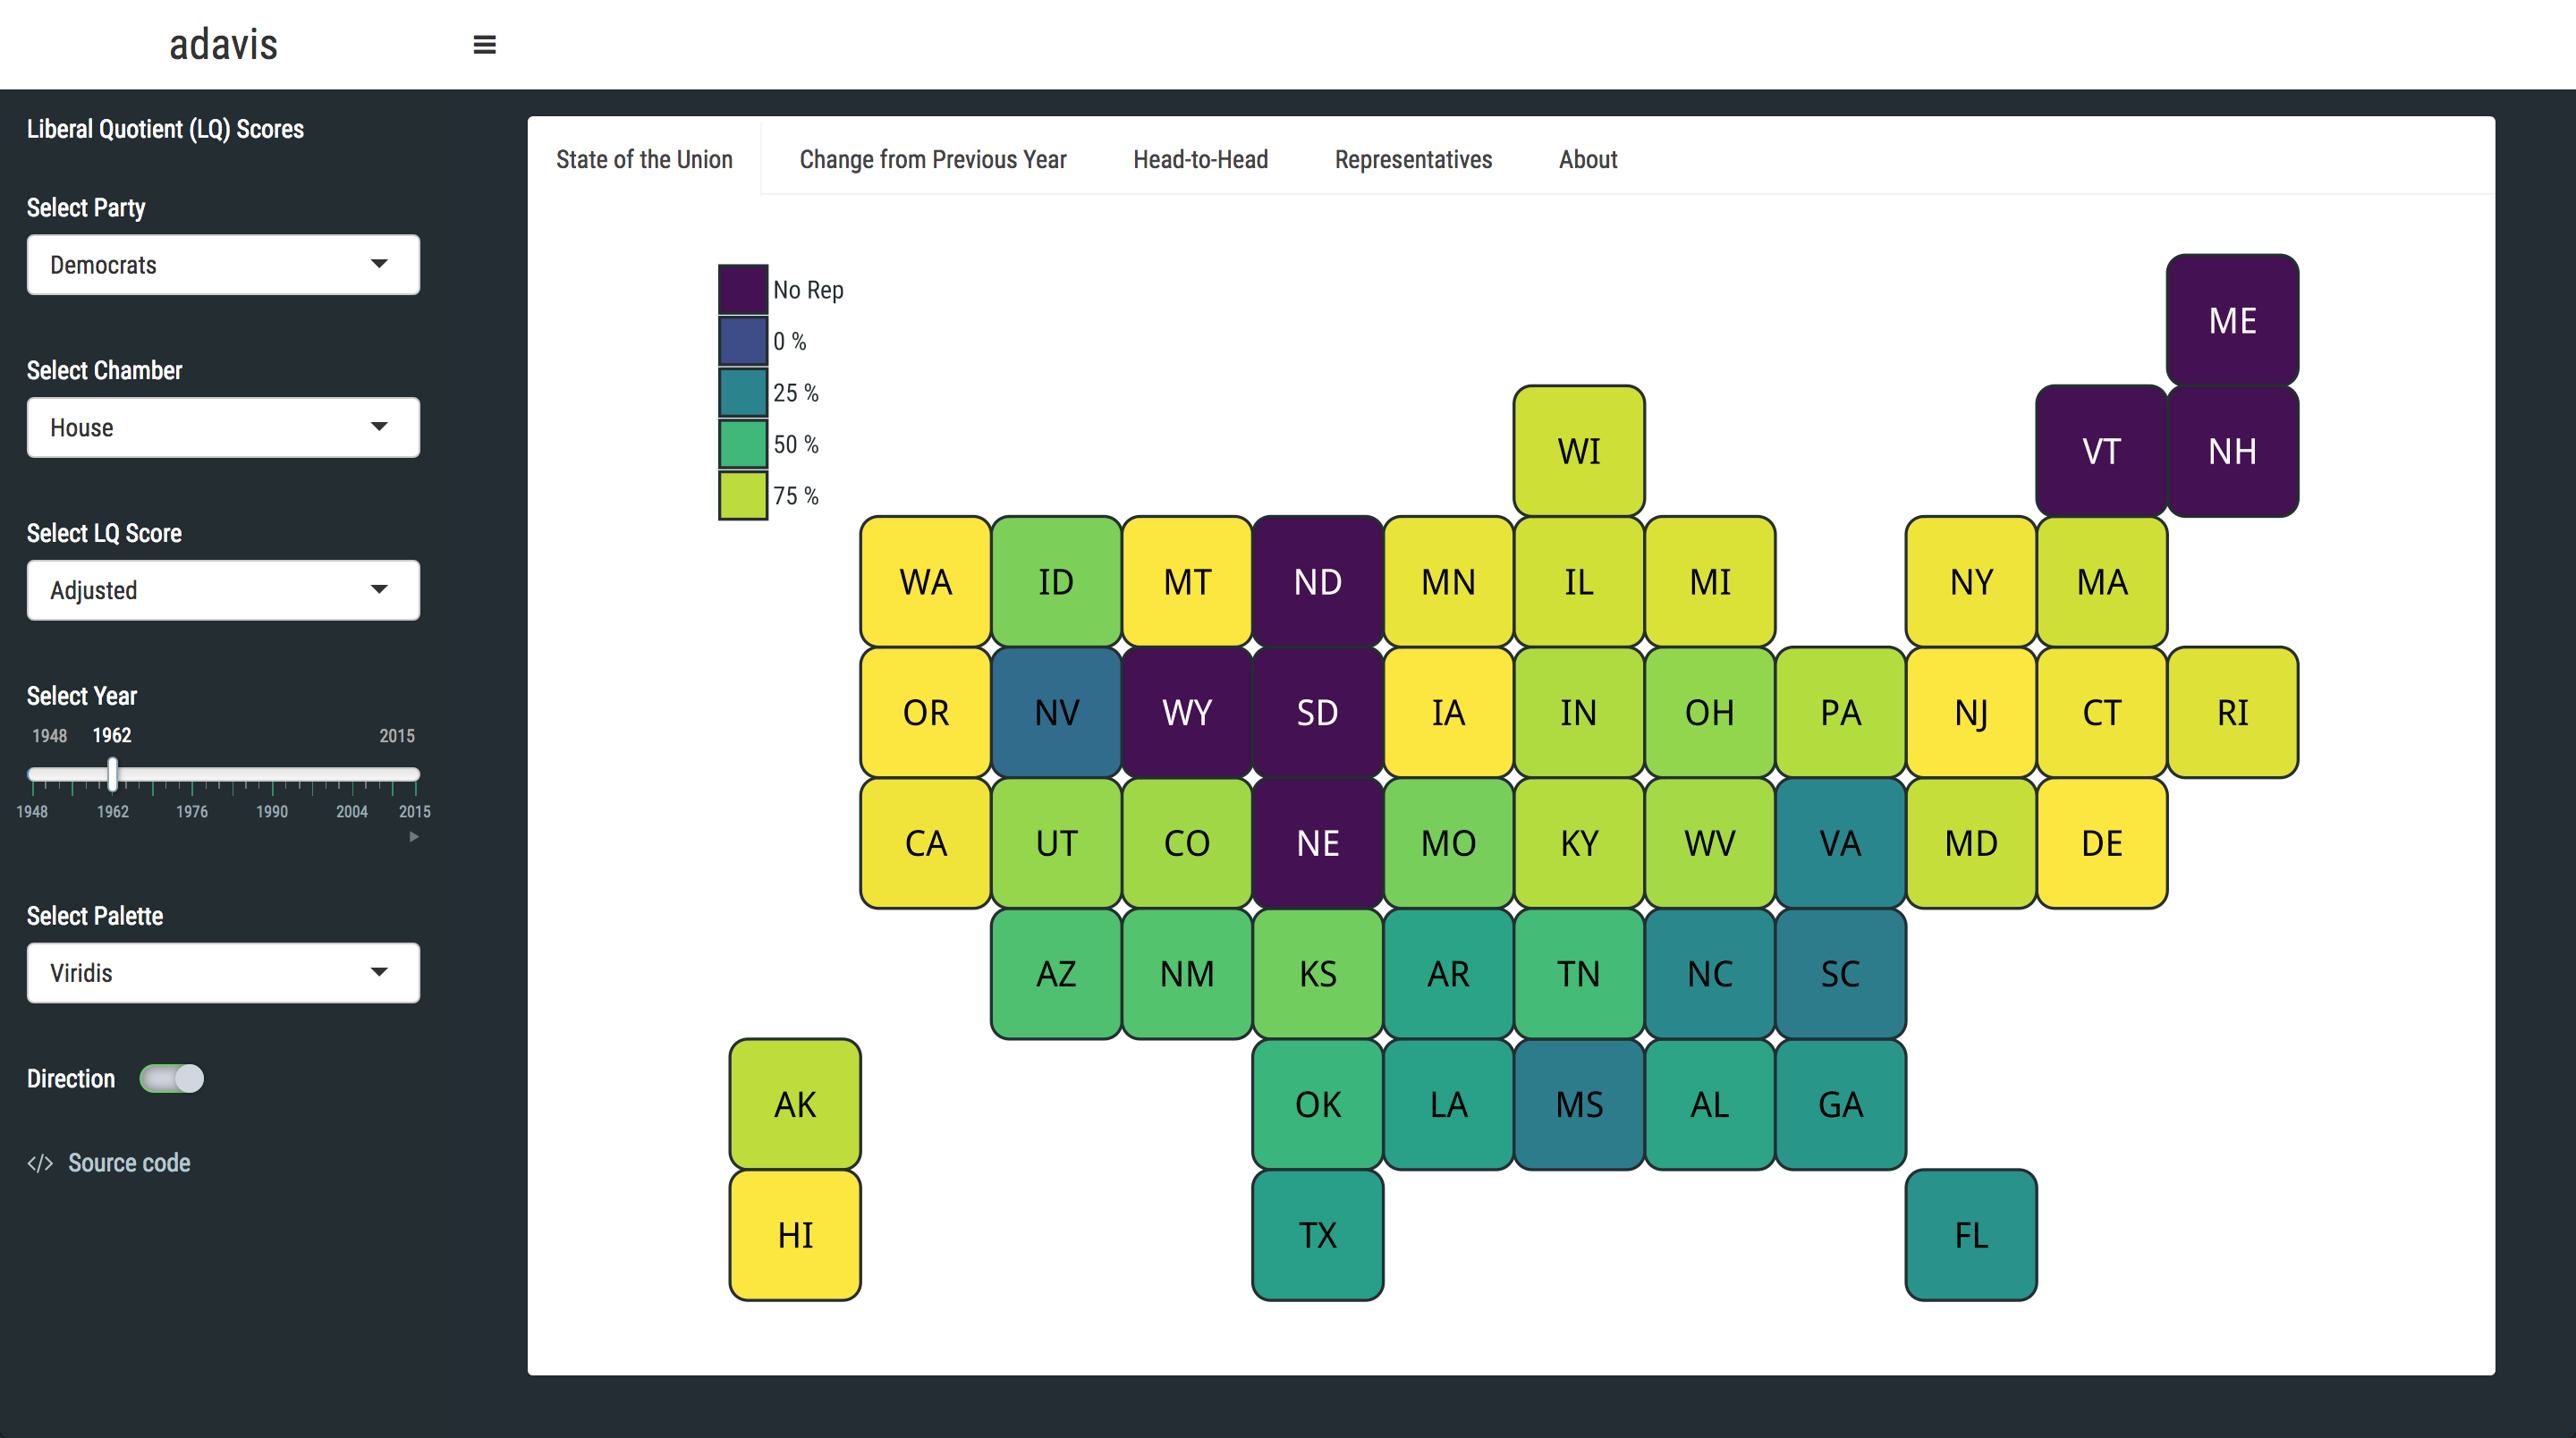 adavis
Liberal Quotient (LQ) Scores
Select Party
Democrats
Select Chamber
House
Select LQ Score
Adjusted
Select Year
1948 1962 2015
1948 1962 1976 1990 2004 2015
Select Palette
Viridis
Direction
</> Source code
State of the Union Change from Previous Year Head-to-Head Representatives About
No Rep
0 %
25 %
50 %
75 %
ME
WI VT NH
WA ID MT ND MN IL MI NY MA
OR NV WY SD IA IN OH PA NJ CT RI
CA UT CO NE MO KY WV VA MD DE
AZ NM KS AR TN NC SC
AK OK LA MS AL GA
HI TX FL